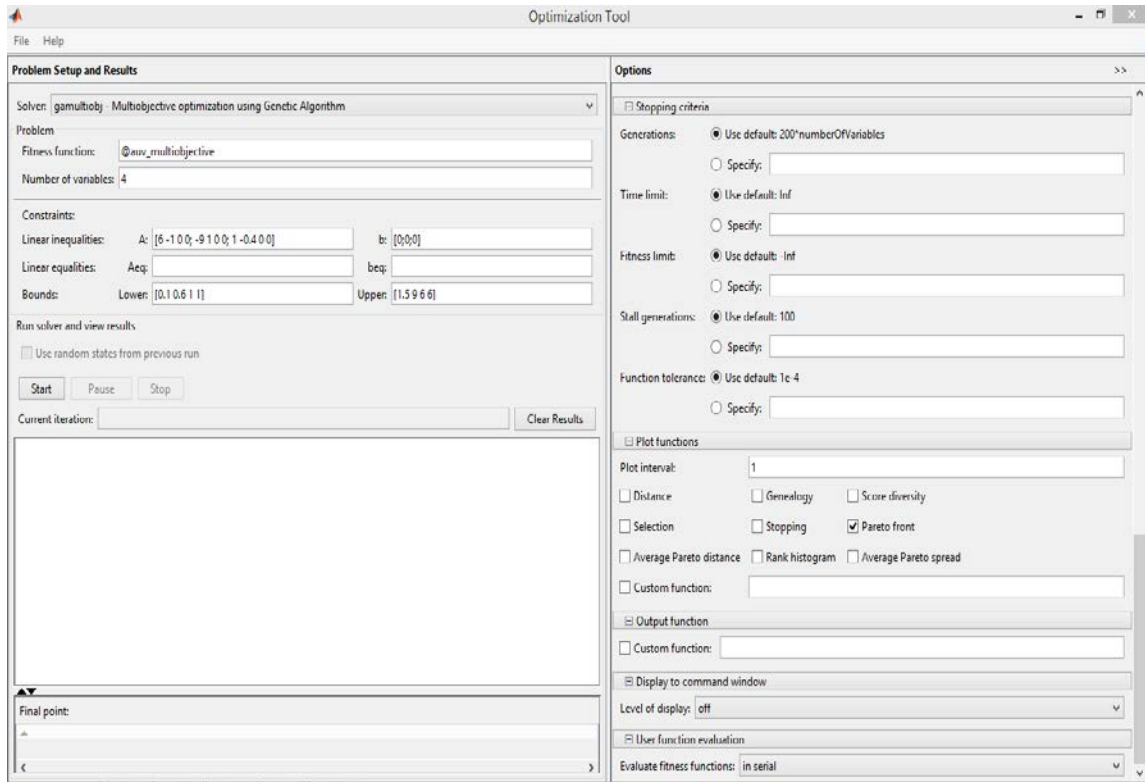 Optimization Tool
File Help
Problem Setup and Results
Solver: gamultiobj - Multiobjective optimization using Genetic Algorithm
Problem
Fitness function: @auv_multiobjective
Number of variables: 4
Constraints:
Linear inequalities: A: [6 -1 0 0; -9 1 0 0; 1 -0.4 0 0] b: [0;0;0]
Linear equalities: Aeq: beq:
Bounds: Lower: [0.1 0.6 1 1] Upper: [1.5 9 6 6]
Run solver and view results
Use random states from previous run
Start Pause Stop
Current iteration: Clear Results
Final point:
Options >>
Stopping criteria
Generations: Use default: 200*numberOfVariables
Specify:
Time limit: Use default: Inf
Specify:
Fitness limit: Use default: -Inf
Specify:
Stall generations: Use default: 100
Specify:
Function tolerance: Use default: 1e-4
Specify:
Plot functions
Plot interval: 1
Distance Genealogy Score diversity
Selection Stopping Pareto front
Average Pareto distance Rank histogram Average Pareto spread
Custom function:
Output function
Custom function:
Display to command window
Level of display: off
User function evaluation
Evaluate fitness functions: in serial